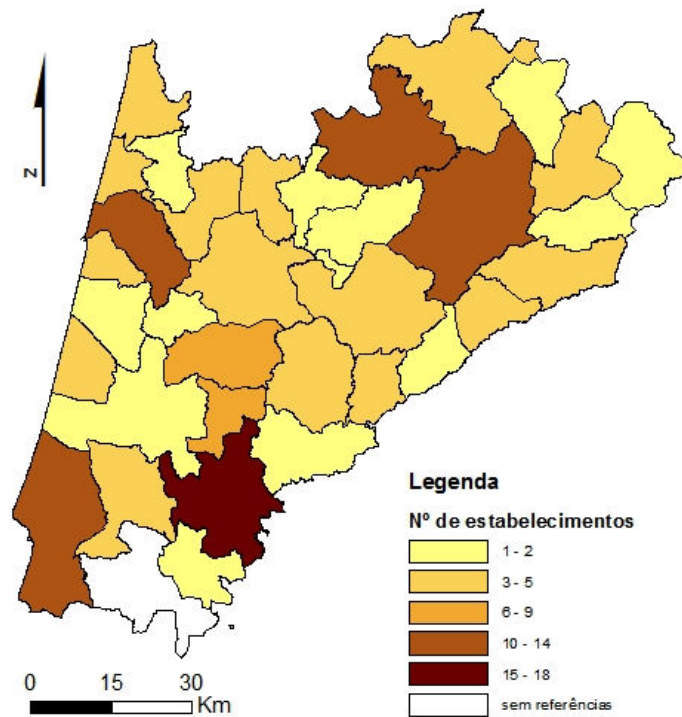 N
Legenda
Nº de estabelecimentos
1 - 2
3 - 5
6 - 9
10 - 14
15 - 18
sem referências
0 15 30
Km